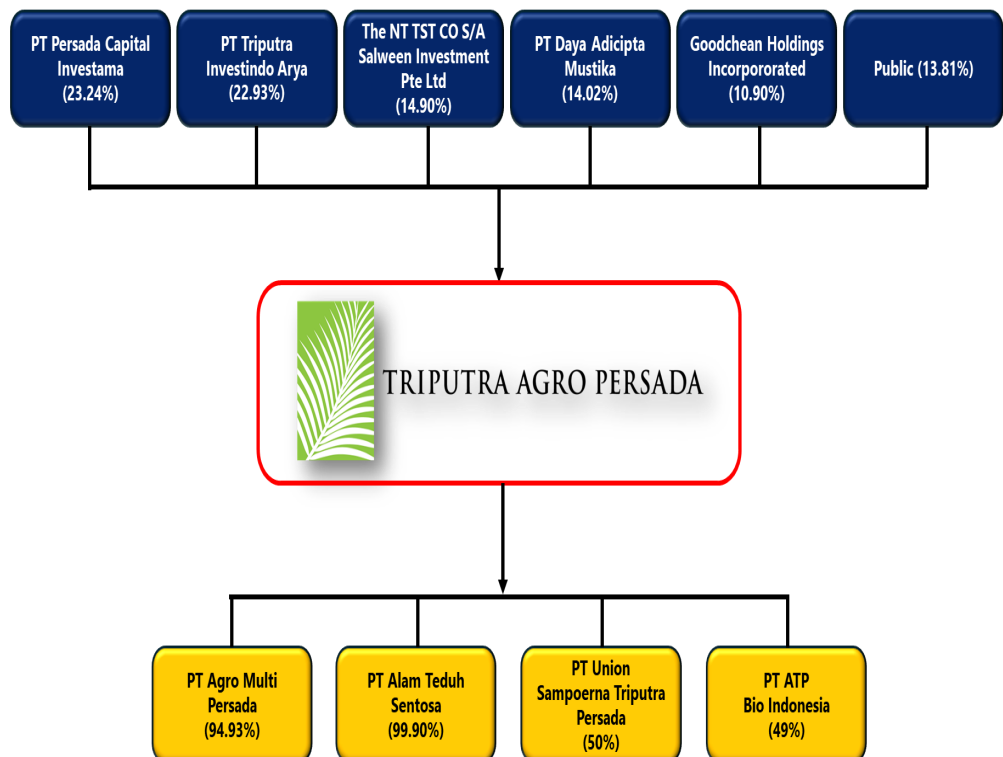 PT Persada Capital
Investama
(23.24%)
PT Triputra
Investindo Arya
(22.93%)
The NT TST CO S/A
Salween Investment
Pte Ltd
(14.90%)
PT Daya Adicipta
Mustika
(14.02%)
Goodchean Holdings
Incpororated
(10.90%)
Public (13.81%)
TRIPUTRA AGRO PERSADA
PT Agro Multi
Persada
(94.93%)
PT Alam Teduh
Sentosa
(99.90%)
PT Union
Sampoerna Triputra
Persada
(50%)
PT ATP
Bio Indonesia
(49%)